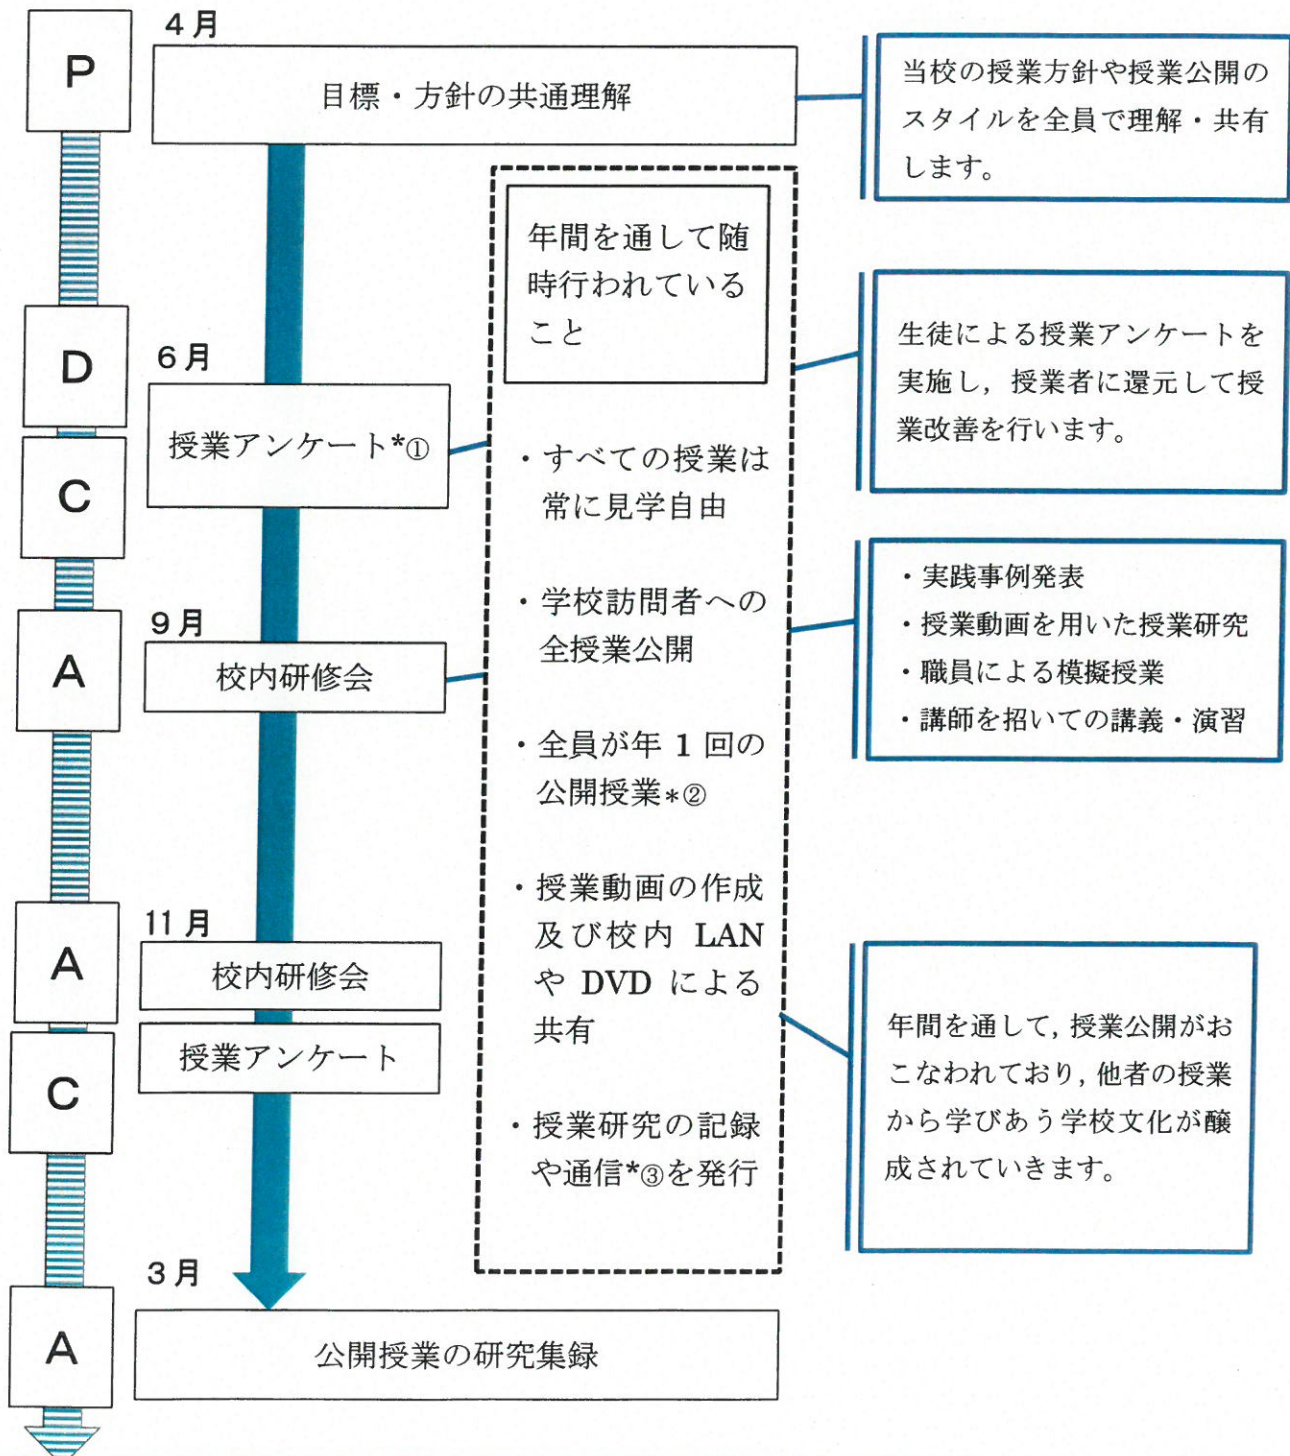 P
4月
目標・方針の共通理解
当校の授業方針や授業公開の
スタイルを全員で理解・共有
します。
年間を通して随
時行われている
こと
D
6月
授業アンケート*①
生徒による授業アンケートを
実施し，授業者に還元して授
業改善を行います。
C
・すべての授業は
常に見学自由
・学校訪問者への
全授業公開
・全員が年 1 回の
公開授業*②
・授業動画の作成
及び校内 LAN
や DVD による
共有
・授業研究の記録
や通信*③を発行
A
9月
校内研修会
・実践事例発表
・授業動画を用いた授業研究
・職員による模擬授業
・講師を招いての講義・演習
A
11月
校内研修会
C
授業アンケート
年間を通して，授業公開がお
こなわれており，他者の授業
から学びあう学校文化が醸
成されていきます。
A
3月
公開授業の研究集録